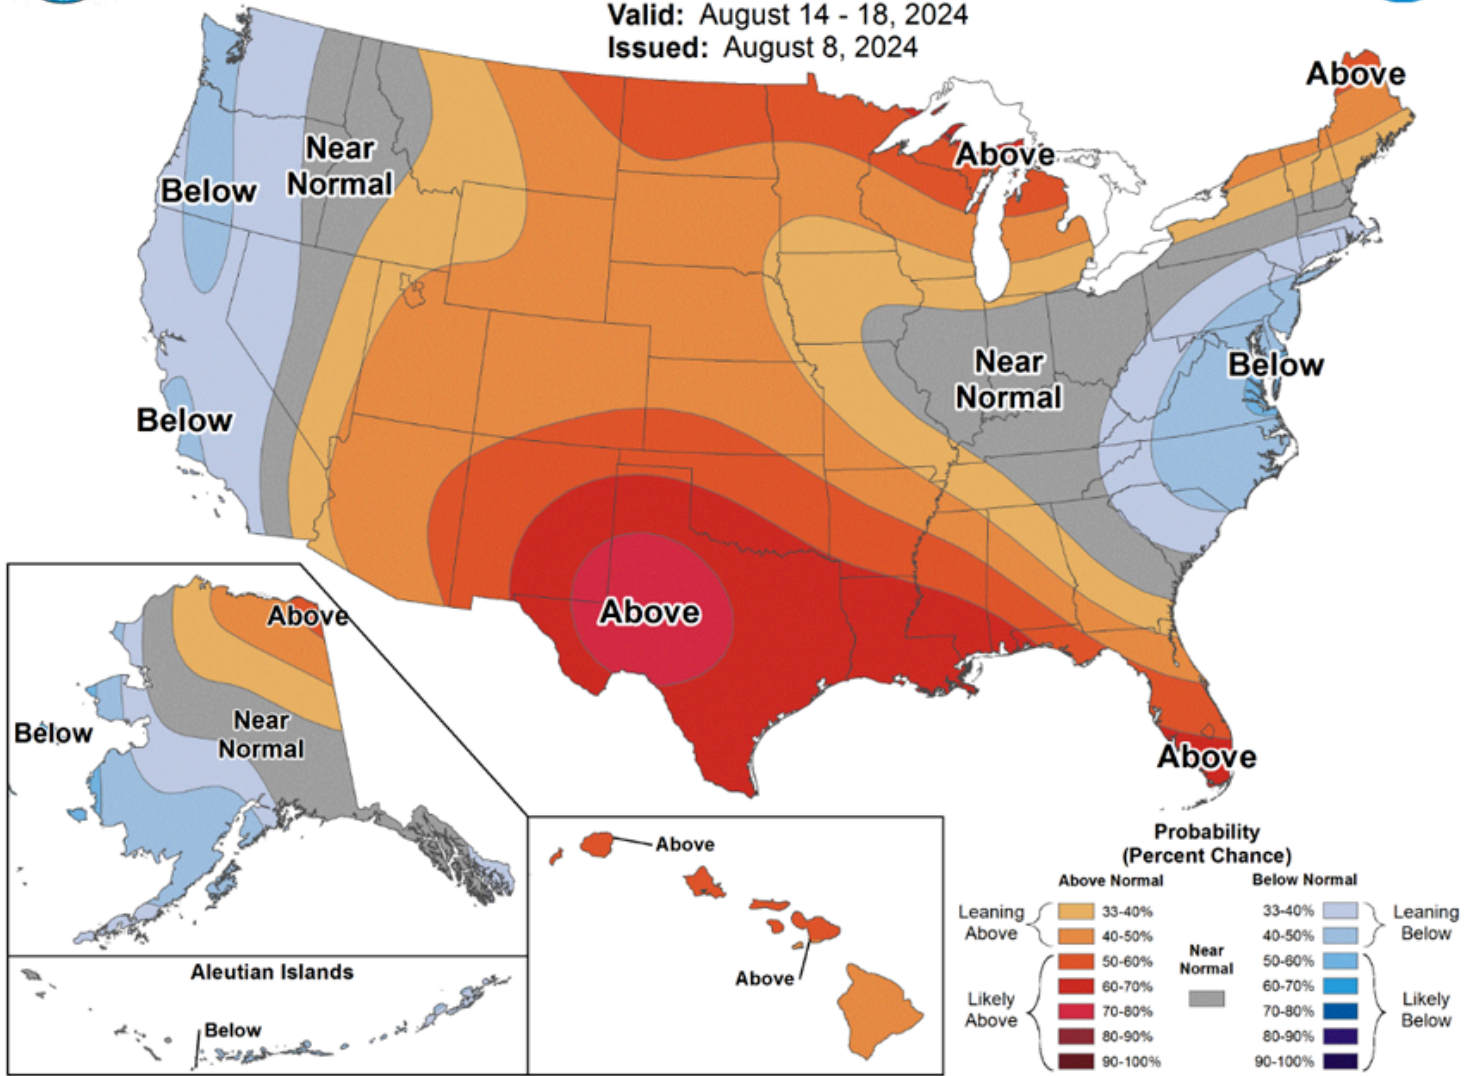 Valid: August 14 - 18, 2024
Issued: August 8, 2024
Above
Near
Normal
Above
Below
Near
Normal
Below
Below
Above
Above
Above
Near
Normal
Below
Above
Above
Aleutian Islands
Below
Probability
(Percent Chance)
Above Normal
Below Normal
Leaning
Above
33-40%
40-50%
Likely
Above
50-60%
60-70%
70-80%
80-90%
90-100%
Near
Normal
33-40%
40-50%
Leaning
Below
50-60%
60-70%
70-80%
80-90%
90-100%
Likely
Below